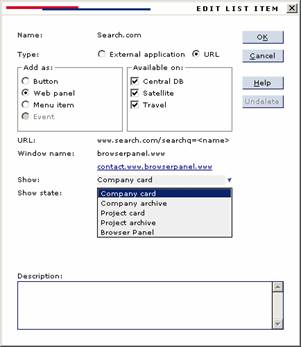 EDIT LIST ITEM
Name: Search.com OK
Type: External application URL Cancel
Add as: Available on:
Button Central DB Help
Web panel Satellite
Menu item Travel Undelete
Event
URL: www.search.com/searchq=<name>
Window name: browserpanel.www
contact.www.browserpanel.www
Show: Company card
Show state: Company card
Company archive
Project card
Project archive
Browser Panel
Description: